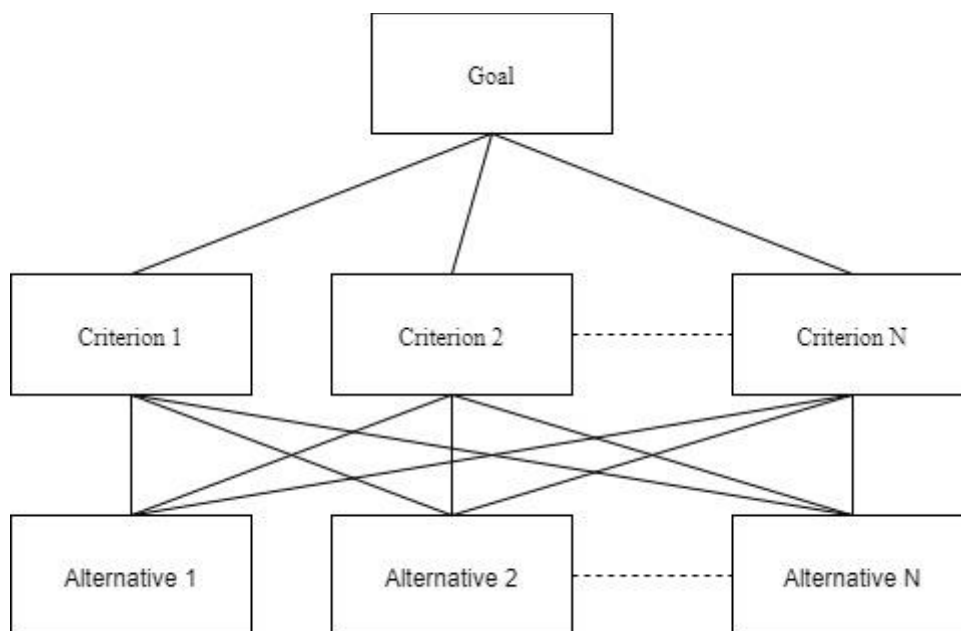 Goal
Criterion 1
Criterion 2
Criterion N
Alternative 1
Alternative 2
Alternative N